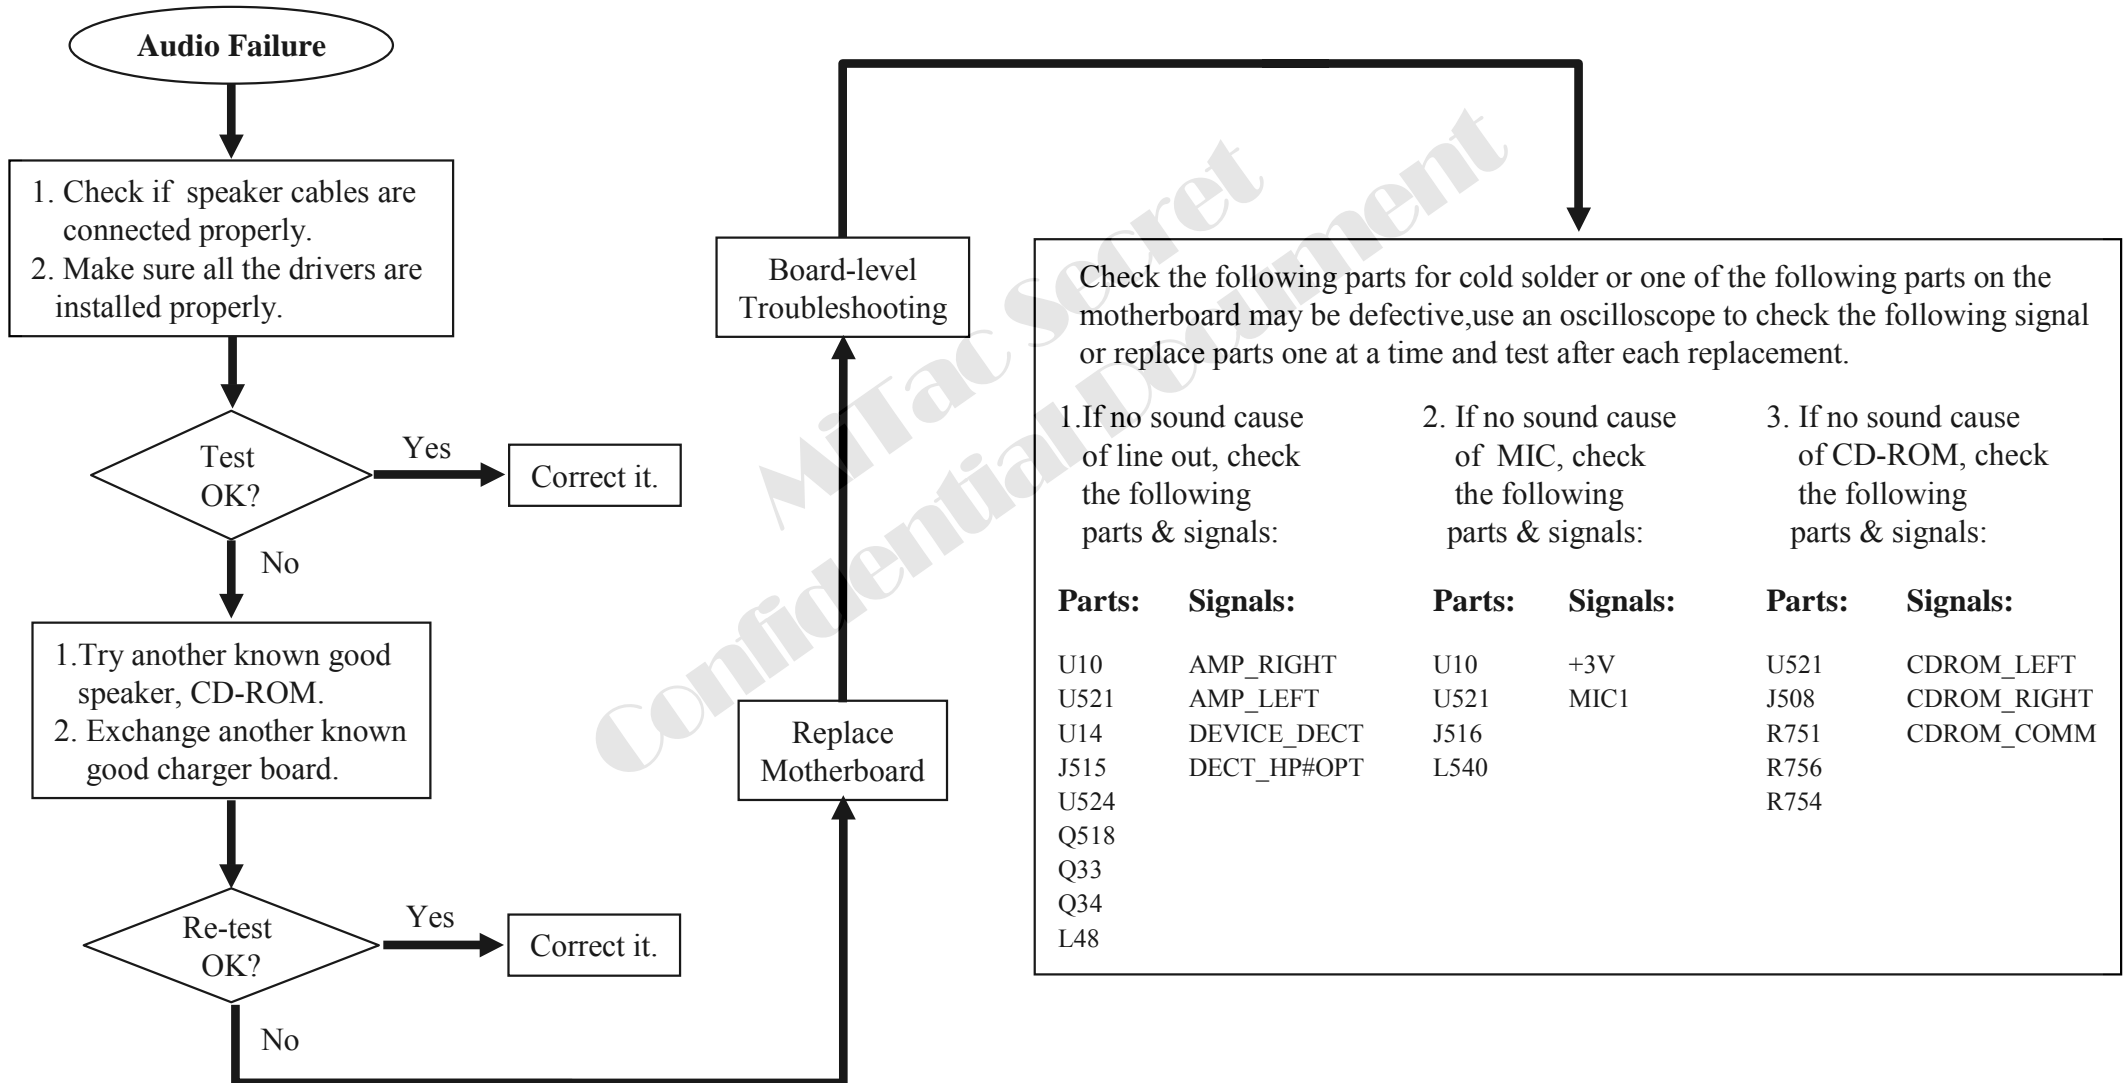 Audio Failure
1. Check if  speaker cables are
connected properly.
2. Make sure all the drivers are
installed properly.
Test
OK?
Yes
Correct it.
No
1.Try another known good
speaker, CD-ROM.
2. Exchange another known
good charger board.
Re-test
OK?
Yes
Correct it.
No
Replace
Motherboard
Board-level
Troubleshooting
MiTac Secret
Confidential Document
Check the following parts for cold solder or one of the following parts on the
motherboard may be defective,use an oscilloscope to check the following signal
or replace parts one at a time and test after each replacement.
1.If no sound cause
of line out, check
the following
parts & signals:
Parts: Signals:
U10 AMP_RIGHT
U521 AMP_LEFT
U14 DEVICE_DECT
J515 DECT_HP#OPT
U524
Q518
Q33
Q34
L48
2. If no sound cause
of  MIC, check
the following
parts & signals:
Parts: Signals:
U10 +3V
U521 MIC1
J516
L540
3. If no sound cause
of CD-ROM, check
the following
parts & signals:
Parts: Signals:
U521 CDROM_LEFT
J508 CDROM_RIGHT
R751 CDROM_COMM
R756
R754